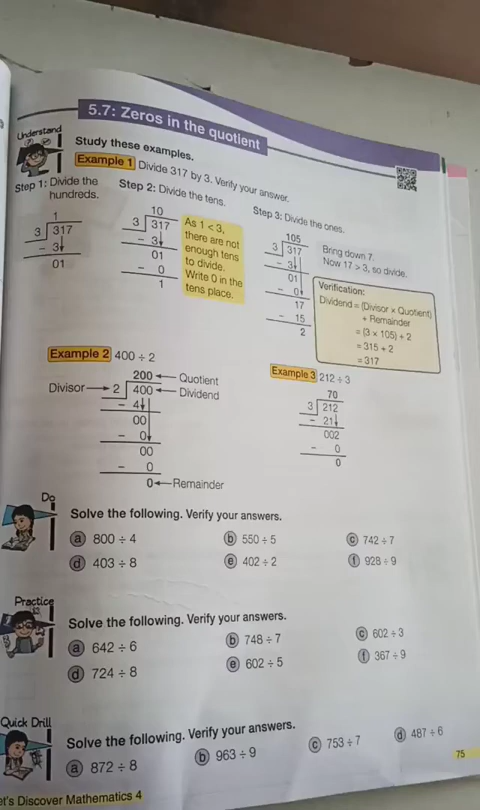 5.7: Zeros in the quotient
Understand
Study these examples.
Example 1 Divide 317 by 3. Verify your answer.
Step 1: Divide the hundreds.
1
3 317
- 3↓
01
Step 2: Divide the tens.
10
3 317
- 3↓
01
- 0
1
As 1 < 3,
there are not
enough tens
to divide.
Write 0 in the
tens place.
Step 3: Divide the ones.
105
3 317
- 3↓
01
- 0↓
17
- 15
2
Bring down 7.
Now 17 > 3, so divide.
Verification:
Dividend = (Divisor x Quotient)
+ Remainder
= (3 × 105) + 2
= 315 + 2
= 317
Example 2 400 ÷ 2
200 ← Quotient
Divisor → 2 400 ← Dividend
- 4↓
00
- 0↓
00
- 0
0 ← Remainder
Example 3 212 ÷ 3
70
3 212
- 21↓
002
- 0
0
Do
Solve the following. Verify your answers.
a 800 ÷ 4 b 550 ÷ 5 c 742 ÷ 7
d 403 ÷ 8 e 402 ÷ 2 f 928 ÷ 9
Practice
Solve the following. Verify your answers.
a 642 ÷ 6 b 748 ÷ 7 c 602 ÷ 3
d 724 ÷ 8 e 602 ÷ 5 f 367 ÷ 9
Quick Drill
Solve the following. Verify your answers.
a 872 ÷ 8 b 963 ÷ 9 c 753 ÷ 7 d 487 ÷ 6
75
et's Discover Mathematics 4